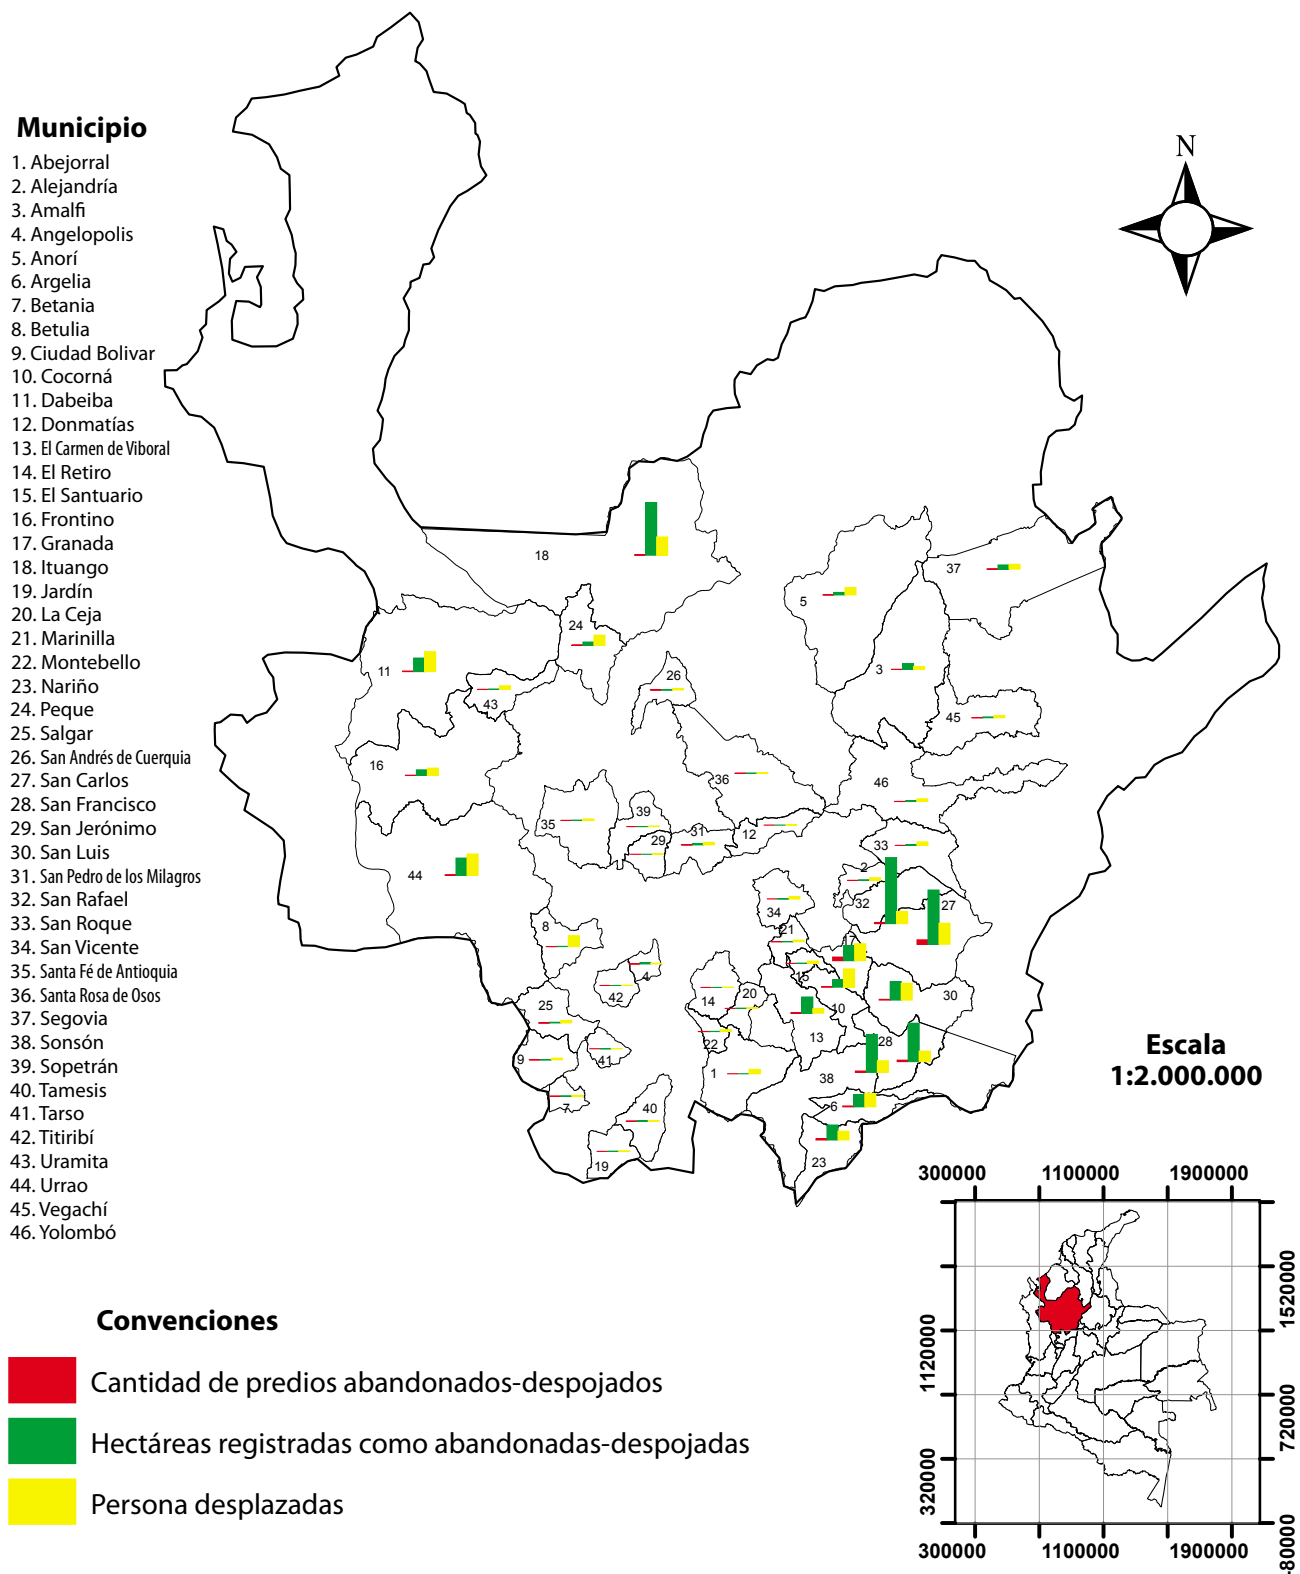 Municipio
1. Abejorral
2. Alejandría
3. Amalfi
4. Angelopolis
5. Anorí
6. Argelia
7. Betania
8. Betulia
9. Ciudad Bolivar
10. Cocorná
11. Dabeiba
12. Donmatías
13. El Carmen de Viboral
14. El Retiro
15. El Santuario
16. Frontino
17. Granada
18. Ituango
19. Jardín
20. La Ceja
21. Marinilla
22. Montebello
23. Nariño
24. Peque
25. Salgar
26. San Andrés de Cuerquia
27. San Carlos
28. San Francisco
29. San Jerónimo
30. San Luis
31. San Pedro de los Milagros
32. San Rafael
33. San Roque
34. San Vicente
35. Santa Fé de Antioquia
36. Santa Rosa de Osos
37. Segovia
38. Sonsón
39. Sopetrán
40. Tamesis
41. Tarso
42. Titiribí
43. Uramita
44. Urrao
45. Vegachí
46. Yolombó
N
18
37
5
24
11
3
26
43
45
16
36
46
35
39
12
31
29
33
2
44
32
27
34
8
21
17
4
15
42
14
20
10
30
25
22
13
28
9
41
1
38
7
40
6
19
23
Escala
1:2.000.000
300000 1100000 1900000
1520000
1120000
720000
320000
-80000
300000 1100000 1900000
Convenciones
Cantidad de predios abandonados-despojados
Hectáreas registradas como abandonadas-despojadas
Persona desplazadas